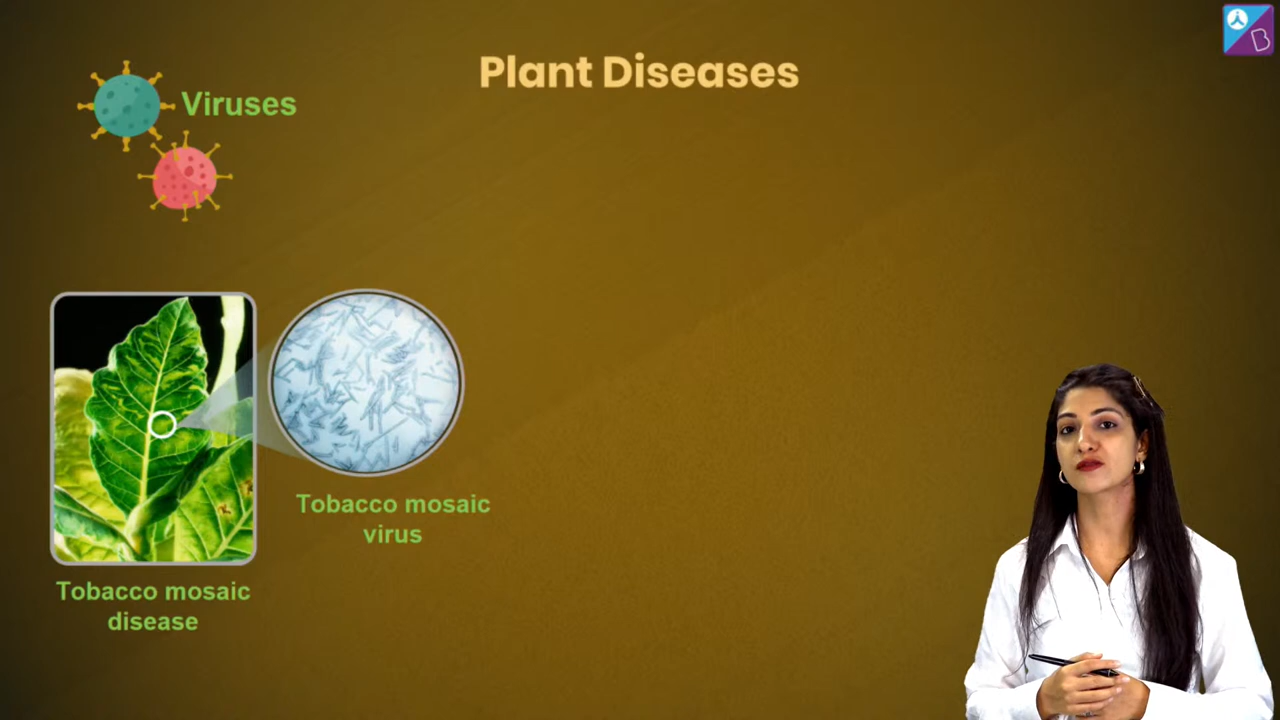 Plant Diseases
Viruses
Tobacco mosaic
virus
Tobacco mosaic
disease